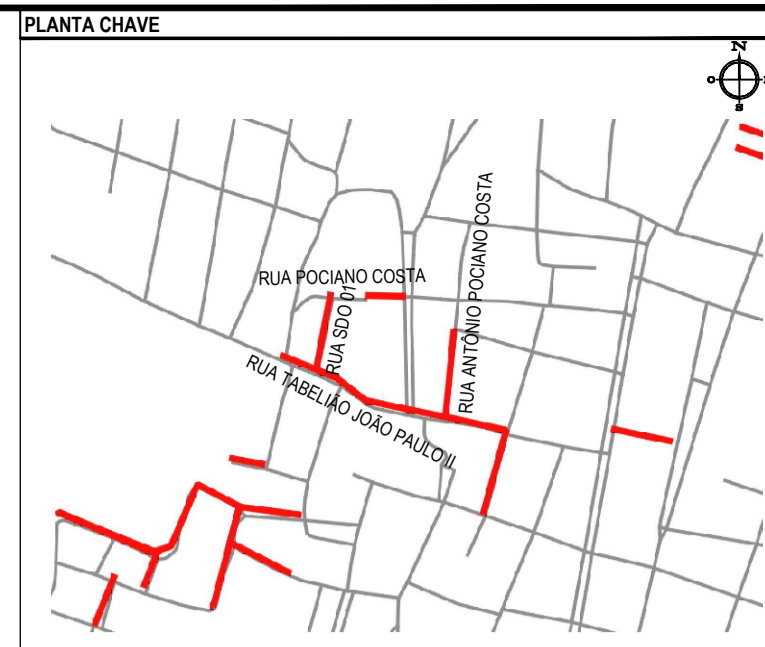 PLANTA CHAVE
N
O
S
RUA POCIANO COSTA
RUA SDO 01
RUA ANTÔNIO POCIANO COSTA
RUA TABELIÃO JOÃO PAULO II